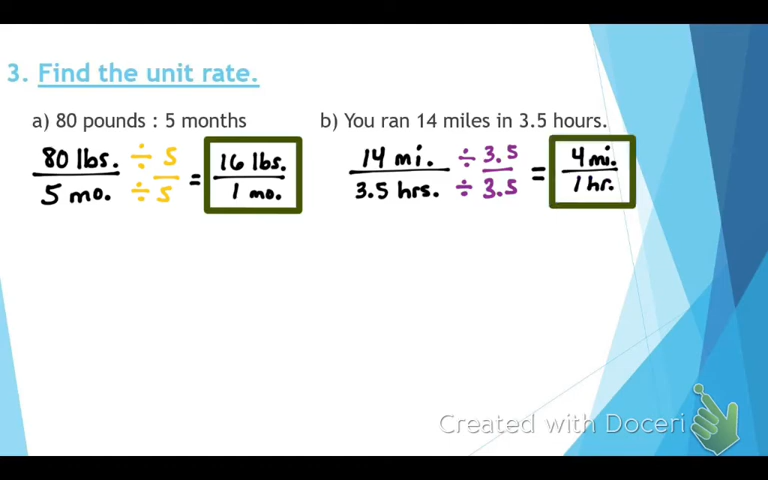 3. Find the unit rate.
a) 80 pounds : 5 months
80 lbs. ÷ 5
5 mo. ÷ 5
=
16 lbs.
1 mo.
b) You ran 14 miles in 3.5 hours.
14 mi. ÷ 3.5
3.5 hrs. ÷ 3.5
=
4 mi.
1 hr.
Created with Doceri